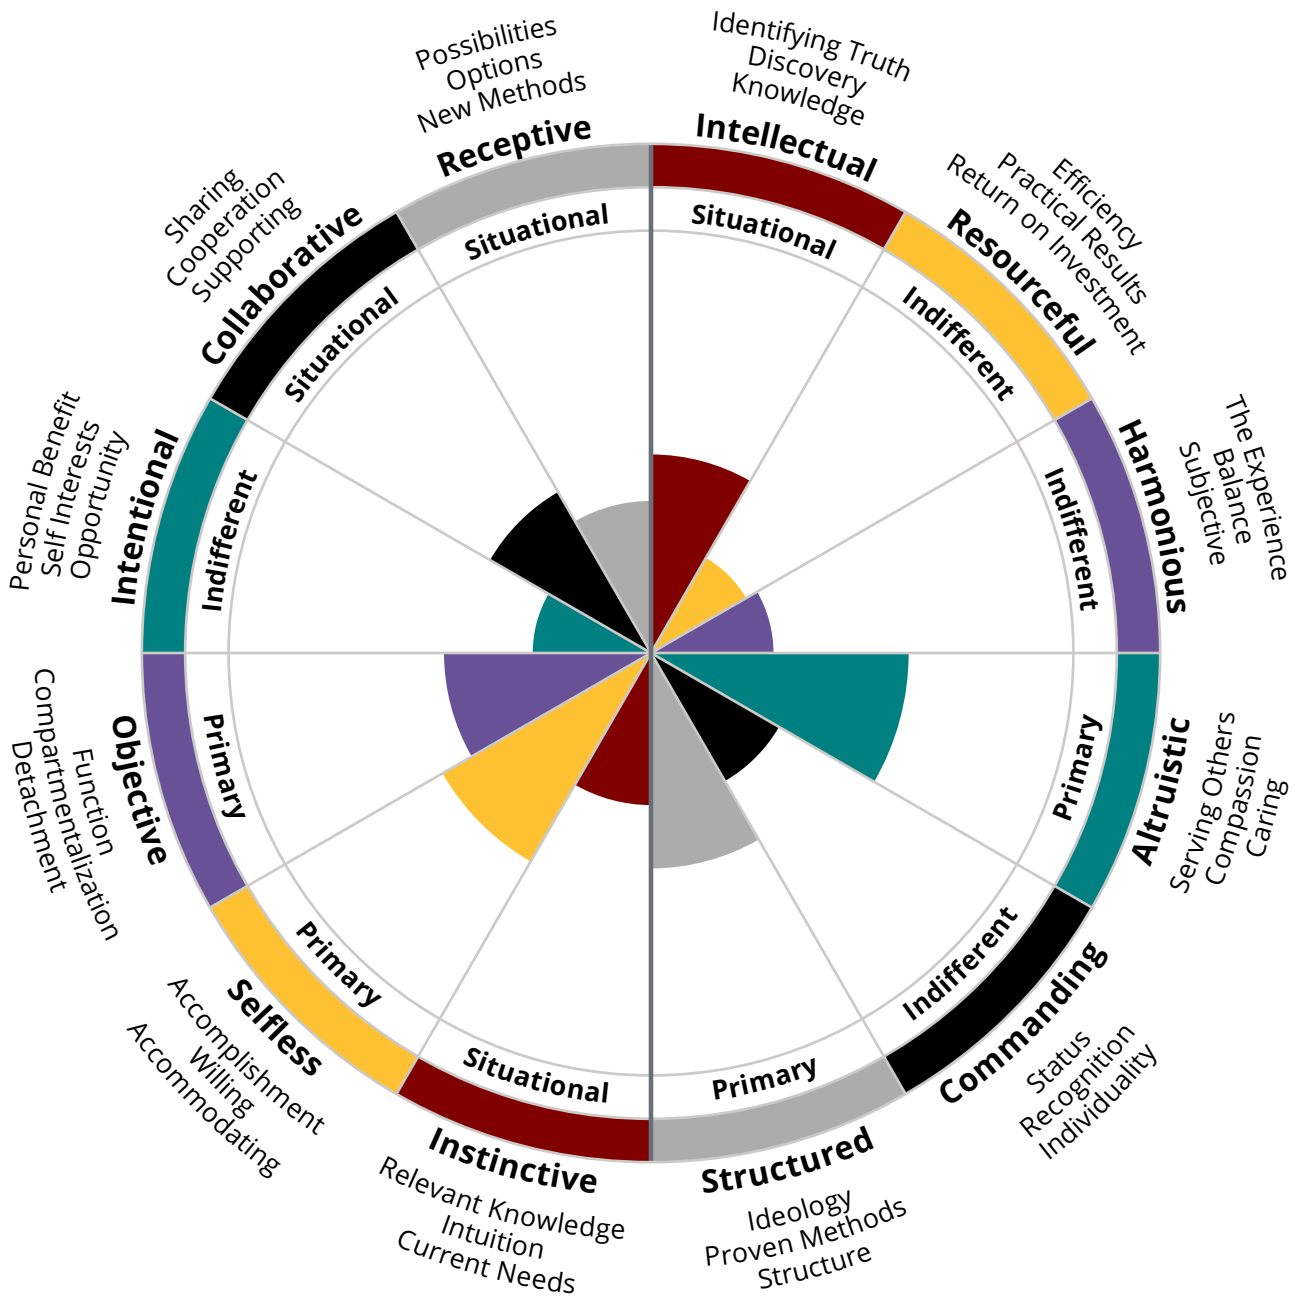 Identifying Truth
Discovery
Knowledge
Intellectual
Situational
Efficiency
Practical Results
Return on Investment
Resourceful
Indifferent
The Experience
Balance
Subjective
Harmonious
Indifferent
Altruistic
Primary
Serving Others
Compassion
Caring
Commanding
Indifferent
Status
Recognition
Individuality
Structured
Primary
Ideology
Proven Methods
Structure
Instinctive
Situational
Relevant Knowledge
Intuition
Current Needs
Selfless
Primary
Accomplishment
Willing
Accommodating
Objective
Primary
Function
Compartmentalization
Detachment
Personal Benefit
Self Interests
Opportunity
Intentional
Indifferent
Sharing
Cooperation
Supporting
Collaborative
Situational
Possibilities
Options
New Methods
Receptive
Situational